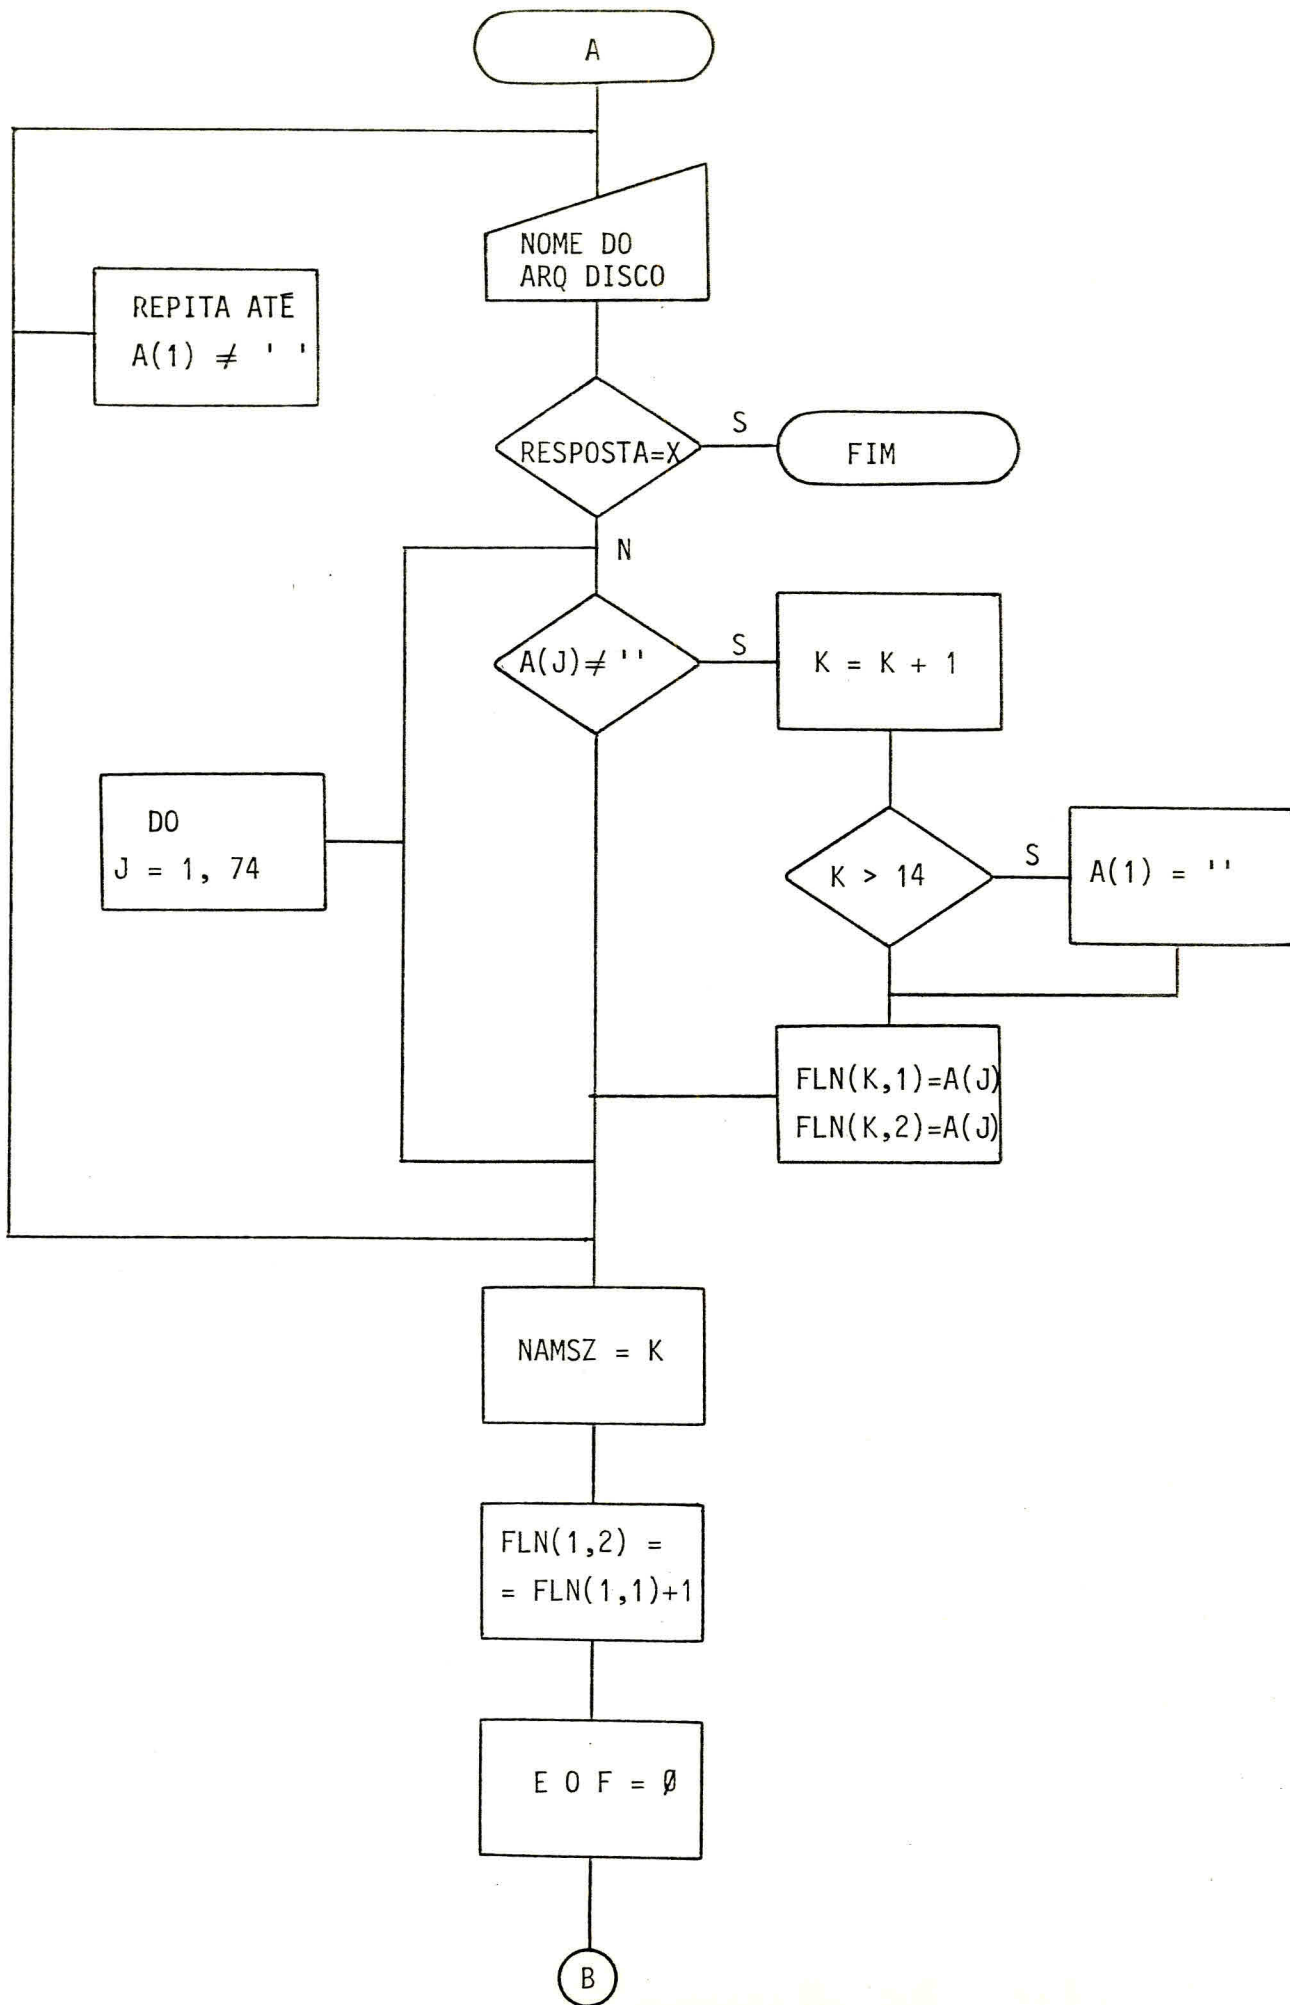 A
NOME DO
ARQ DISCO
REPITA ATÉ
A(1) ≠ ' '
RESPOSTA=X
S
FIM
N
A(J)≠''
S
K = K + 1
DO
J = 1, 74
K > 14
S
A(1) = ''
FLN(K,1)=A(J)
FLN(K,2)=A(J)
NAMSZ = K
FLN(1,2) =
= FLN(1,1)+1
E O F = Ø
B